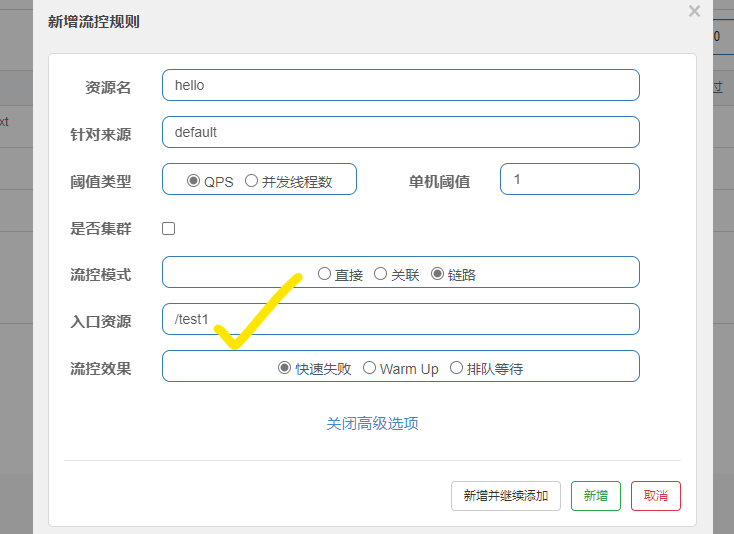 新增流控规则 ×
0
过
xt
资源名 hello
针对来源 default
阈值类型 QPS 并发线程数 单机阈值 1
是否集群
流控模式 直接 关联 链路
入口资源 /test1
流控效果 快速失败 Warm Up 排队等待
关闭高级选项
新增并继续添加 新增 取消